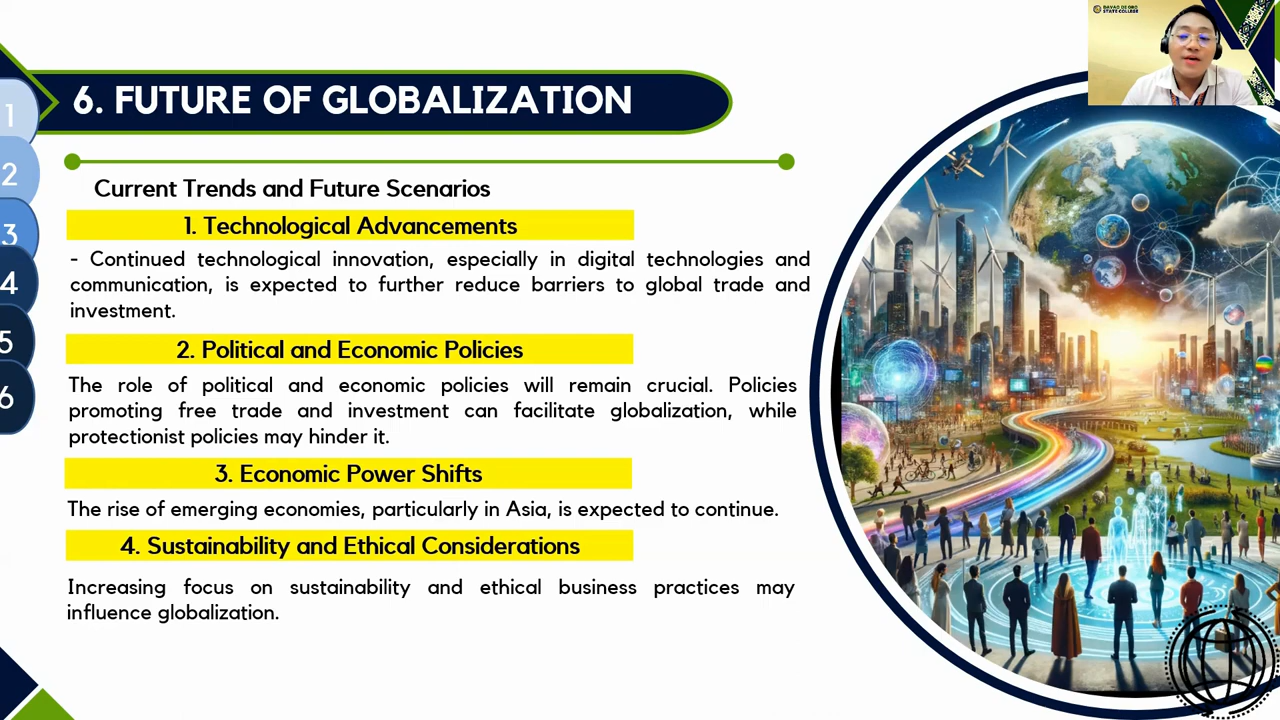 DAVAO DE ORO
STATE COLLEGE
6. FUTURE OF GLOBALIZATION
1
2
3
4
5
6
Current Trends and Future Scenarios
1. Technological Advancements
- Continued technological innovation, especially in digital technologies and
communication, is expected to further reduce barriers to global trade and
investment.
2. Political and Economic Policies
The role of political and economic policies will remain crucial. Policies
promoting free trade and investment can facilitate globalization, while
protectionist policies may hinder it.
3. Economic Power Shifts
The rise of emerging economies, particularly in Asia, is expected to continue.
4. Sustainability and Ethical Considerations
Increasing focus on sustainability and ethical business practices may
influence globalization.